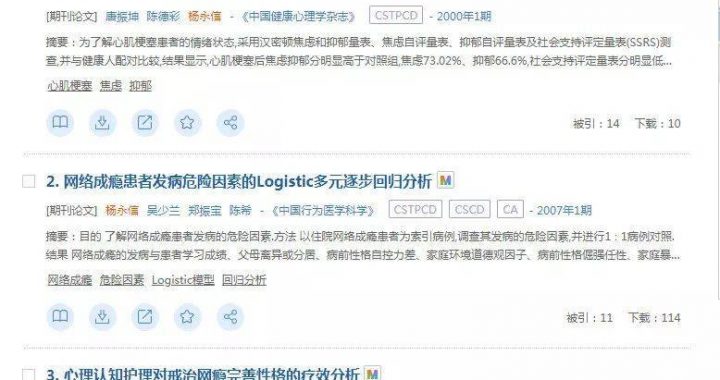 [期刊论文] 唐振坤 陈德彩 杨永信 - 《中国健康心理学杂志》 CSTPCD - 2000年1期
摘要：为了解心肌梗塞患者的情绪状态,采用汉密顿焦虑和抑郁量表、焦虑自评量表、抑郁自评量表及社会支持评定量表(SSRS)测
查,并与健康人配对比较,结果显示,心肌梗塞后焦虑抑郁分明显高于对照组,焦虑73.02%、抑郁66.6%,社会支持评定量表分明显低...
心肌梗塞 焦虑 抑郁
被引：14 下载：10
2. 网络成瘾患者发病危险因素的Logistic多元逐步回归分析 M
[期刊论文] 杨永信 吴少兰 郑振宝 陈希 - 《中国行为医学科学》 CSTPCD CSCD CA - 2007年1期
摘要：目的 了解网络成瘾患者发病的危险因素.方法 以住院网络成瘾患者为索引病例,调查其发病的危险因素,并进行1：1病例对照.
结果 网络成瘾的发病与患者学习成绩、父母离异或分居、病前性格自控力差、家庭环境道德观因子、病前性格倔强任性、家庭暴...
网络成瘾 危险因素 Logistic模型 回归分析
被引：11 下载：114
3. 心理认知护理对戒治网瘾完善性格的疗效分析 M